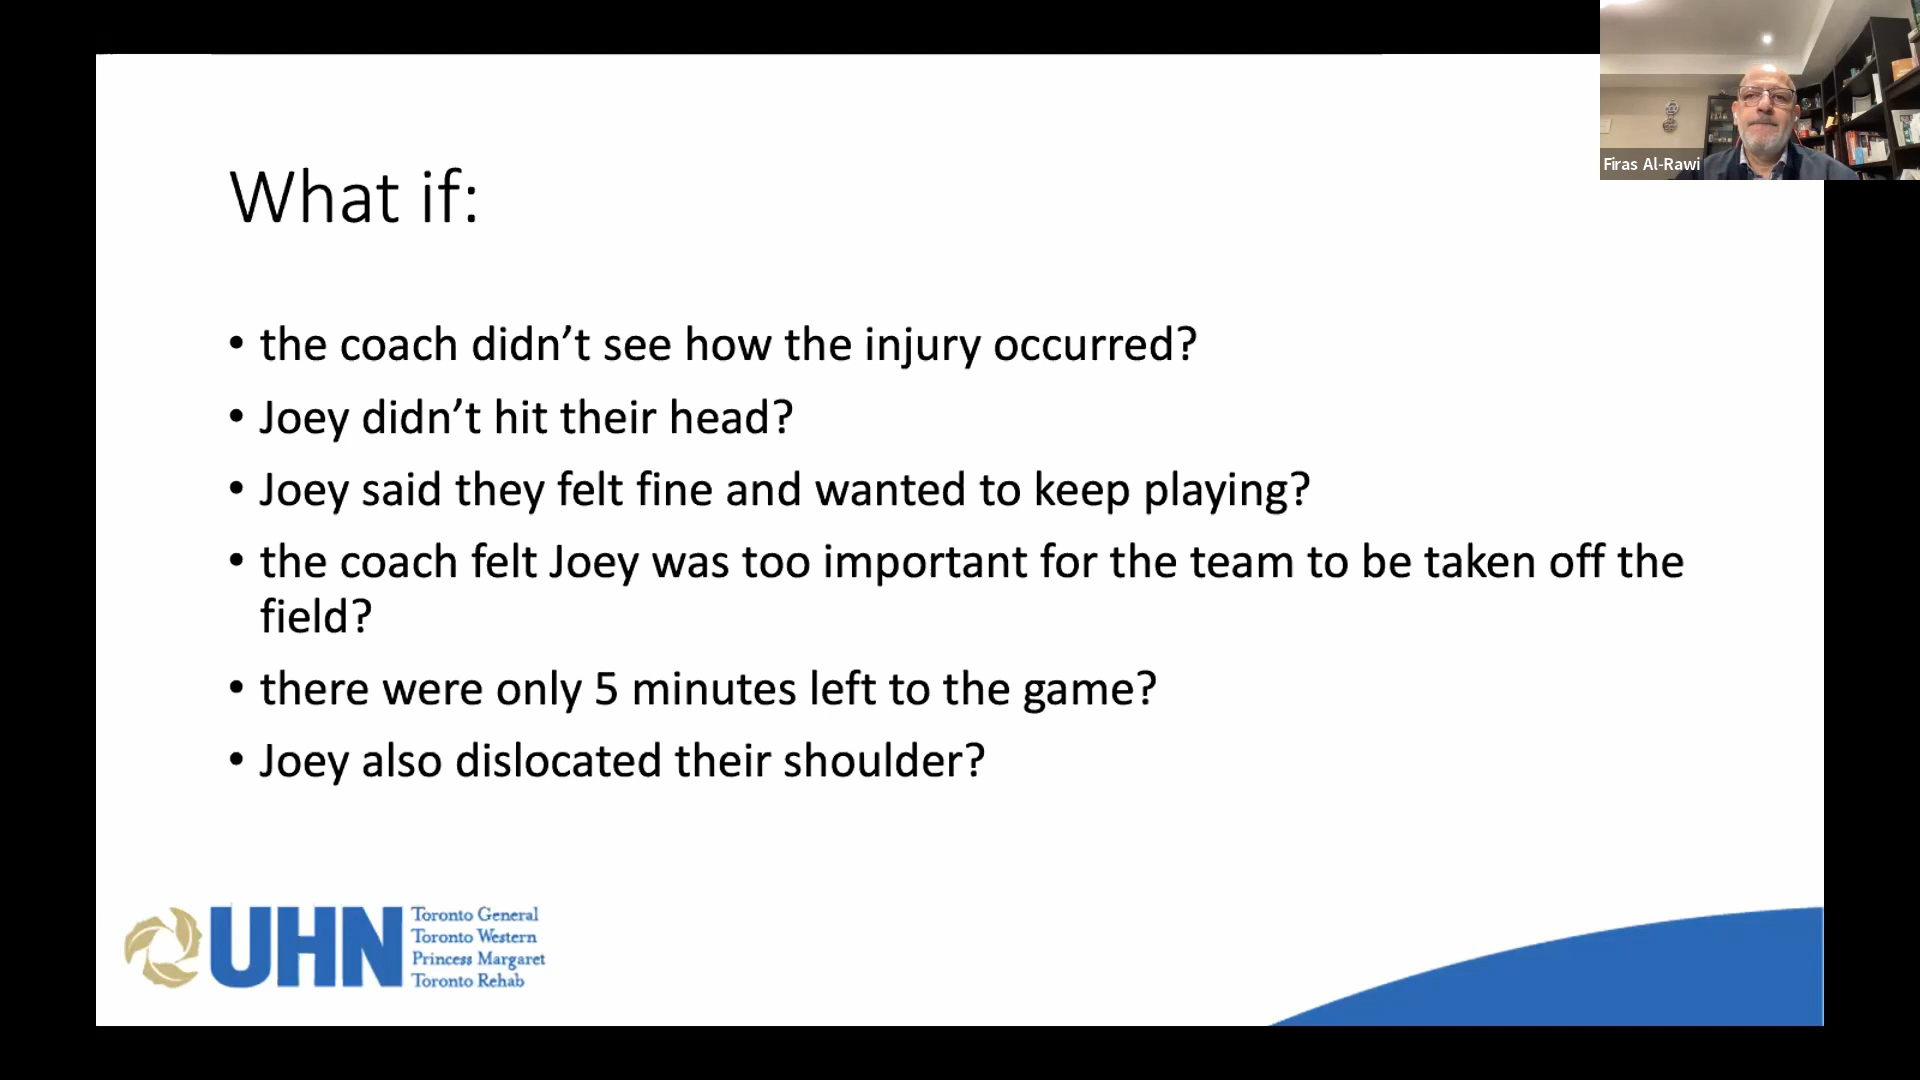 Firas Al-Rawi
What if:
• the coach didn’t see how the injury occurred?
• Joey didn’t hit their head?
• Joey said they felt fine and wanted to keep playing?
• the coach felt Joey was too important for the team to be taken off the
field?
• there were only 5 minutes left to the game?
• Joey also dislocated their shoulder?
UHN
Toronto General
Toronto Western
Princess Margaret
Toronto Rehab